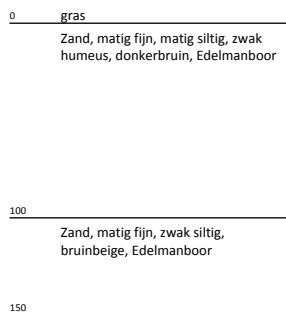 0 gras
Zand, matig fijn, matig siltig, zwak
humeus, donkerbruin, Edelmanboor
100
Zand, matig fijn, zwak siltig,
bruinbeige, Edelmanboor
150